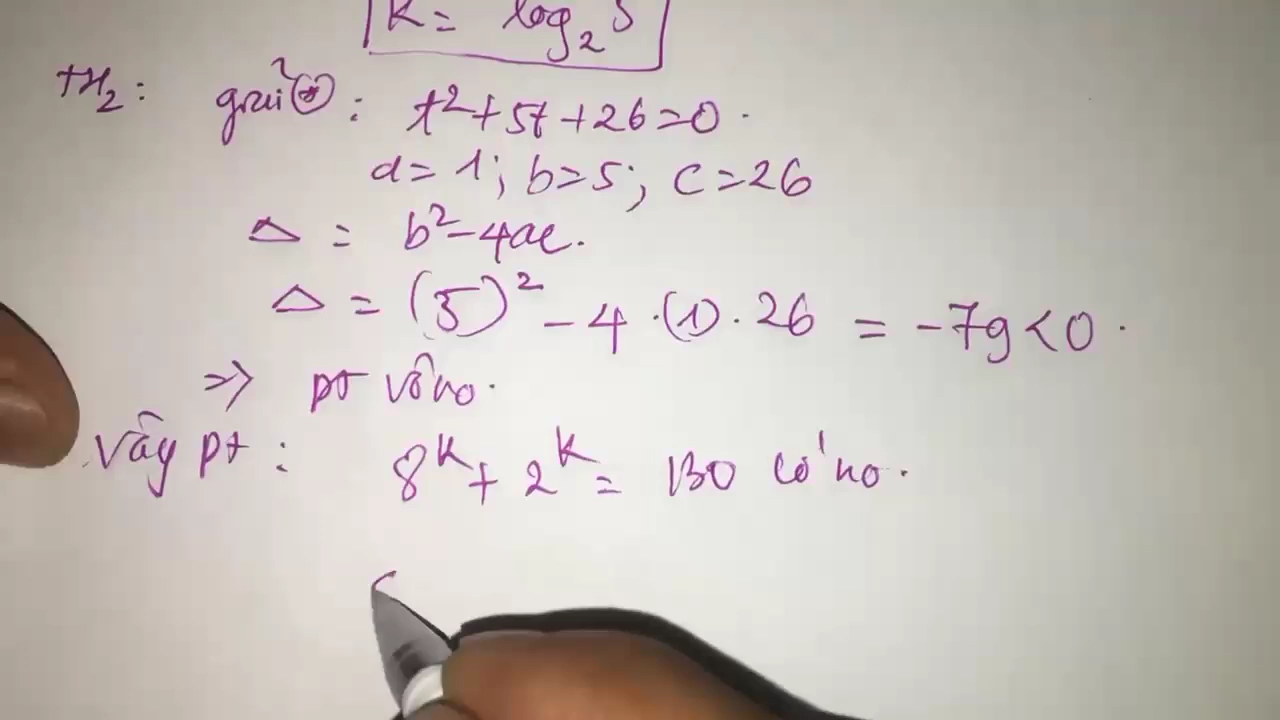 K = log₂5
TH₂: giải (*): t² + 5t + 26 = 0.
a = 1; b = 5; c = 26
Δ = b² - 4ac.
Δ = (5)² - 4.(1).26 = -79 < 0.
=> pt vô no.
Vậy pt: 8ᴷ + 2ᴷ = 130 có no.